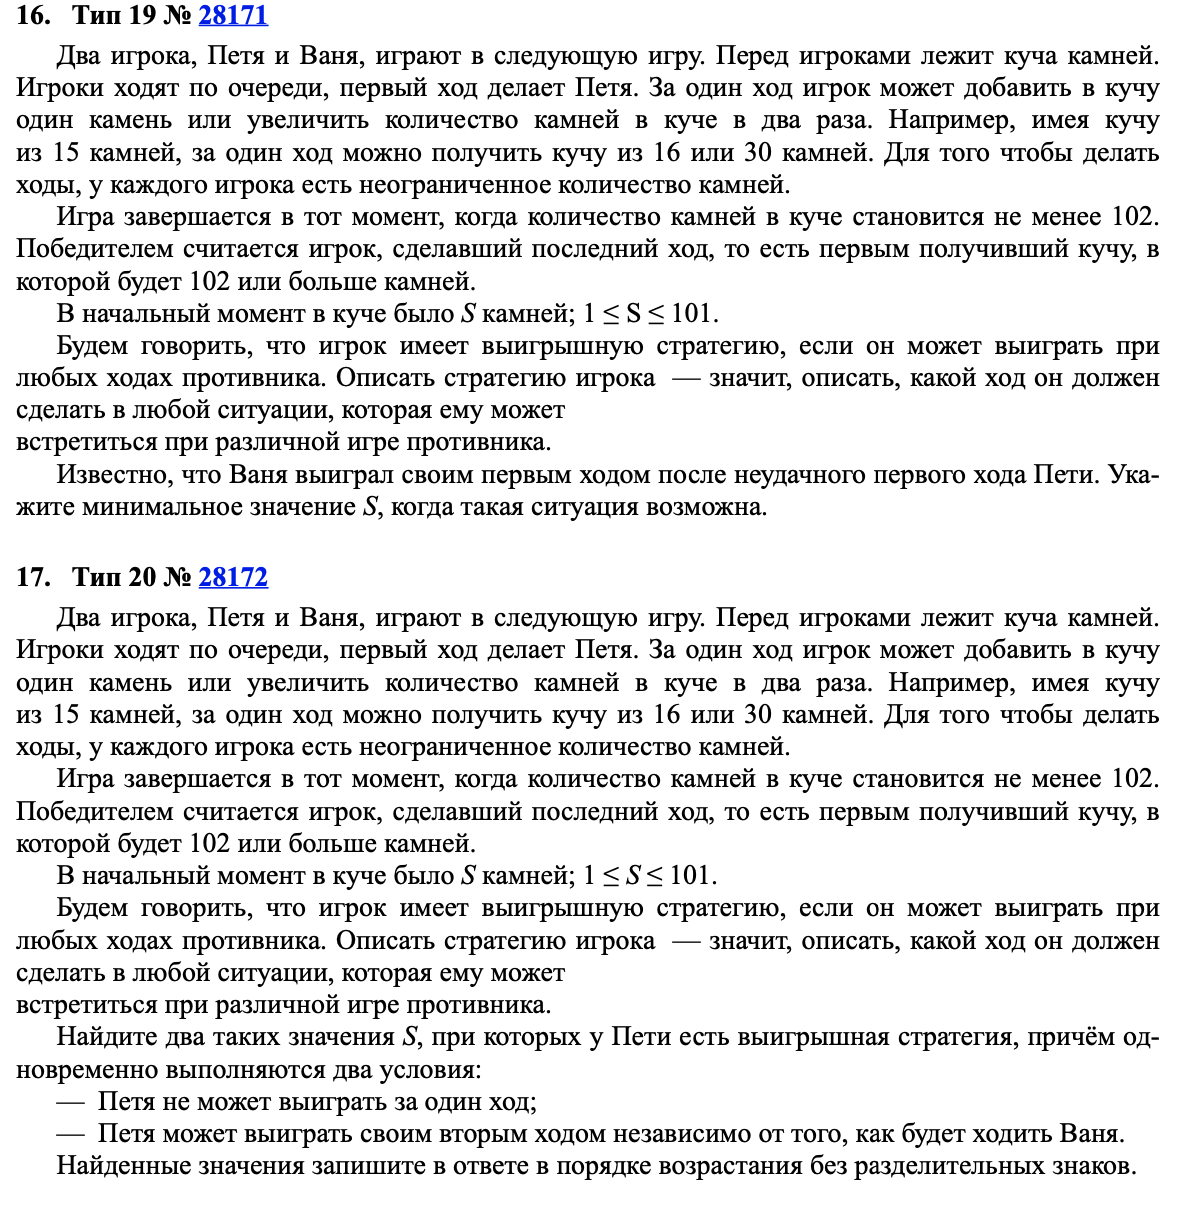 16. Тип 19 № 28171
Два игрока, Петя и Ваня, играют в следующую игру. Перед игроками лежит куча камней.
Игроки ходят по очереди, первый ход делает Петя. За один ход игрок может добавить в кучу
один камень или увеличить количество камней в куче в два раза. Например, имея кучу
из 15 камней, за один ход можно получить кучу из 16 или 30 камней. Для того чтобы делать
ходы, у каждого игрока есть неограниченное количество камней.
Игра завершается в тот момент, когда количество камней в куче становится не менее 102.
Победителем считается игрок, сделавший последний ход, то есть первым получивший кучу, в
которой будет 102 или больше камней.
В начальный момент в куче было S камней; 1 ≤ S ≤ 101.
Будем говорить, что игрок имеет выигрышную стратегию, если он может выиграть при
любых ходах противника. Описать стратегию игрока — значит, описать, какой ход он должен
сделать в любой ситуации, которая ему может
встретиться при различной игре противника.
Известно, что Ваня выиграл своим первым ходом после неудачного первого хода Пети. Ука-
жите минимальное значение S, когда такая ситуация возможна.
17. Тип 20 № 28172
Два игрока, Петя и Ваня, играют в следующую игру. Перед игроками лежит куча камней.
Игроки ходят по очереди, первый ход делает Петя. За один ход игрок может добавить в кучу
один камень или увеличить количество камней в куче в два раза. Например, имея кучу
из 15 камней, за один ход можно получить кучу из 16 или 30 камней. Для того чтобы делать
ходы, у каждого игрока есть неограниченное количество камней.
Игра завершается в тот момент, когда количество камней в куче становится не менее 102.
Победителем считается игрок, сделавший последний ход, то есть первым получивший кучу, в
которой будет 102 или больше камней.
В начальный момент в куче было S камней; 1 ≤ S ≤ 101.
Будем говорить, что игрок имеет выигрышную стратегию, если он может выиграть при
любых ходах противника. Описать стратегию игрока — значит, описать, какой ход он должен
сделать в любой ситуации, которая ему может
встретиться при различной игре противника.
Найдите два таких значения S, при которых у Пети есть выигрышная стратегия, причём од-
новременно выполняются два условия:
— Петя не может выиграть за один ход;
— Петя может выиграть своим вторым ходом независимо от того, как будет ходить Ваня.
Найденные значения запишите в ответе в порядке возрастания без разделительных знаков.